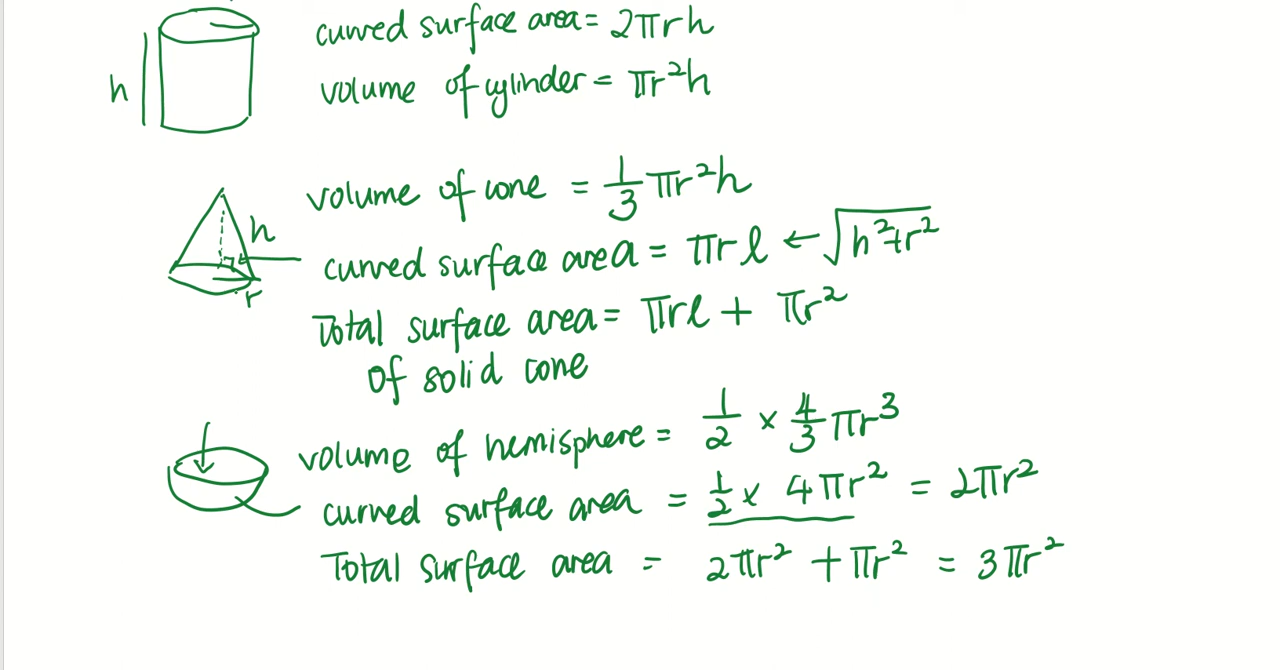 curved surface area = 2πrh
h
volume of cylinder = πr²h
volume of cone = 1/3 πr²h
h
curved surface area = πrl ← √(h²+r²)
r
Total surface area = πrl + πr²
of solid cone
volume of hemisphere = 1/2 × 4/3 πr³
curved surface area = 1/2 × 4πr² = 2πr²
Total surface area = 2πr² + πr² = 3πr²